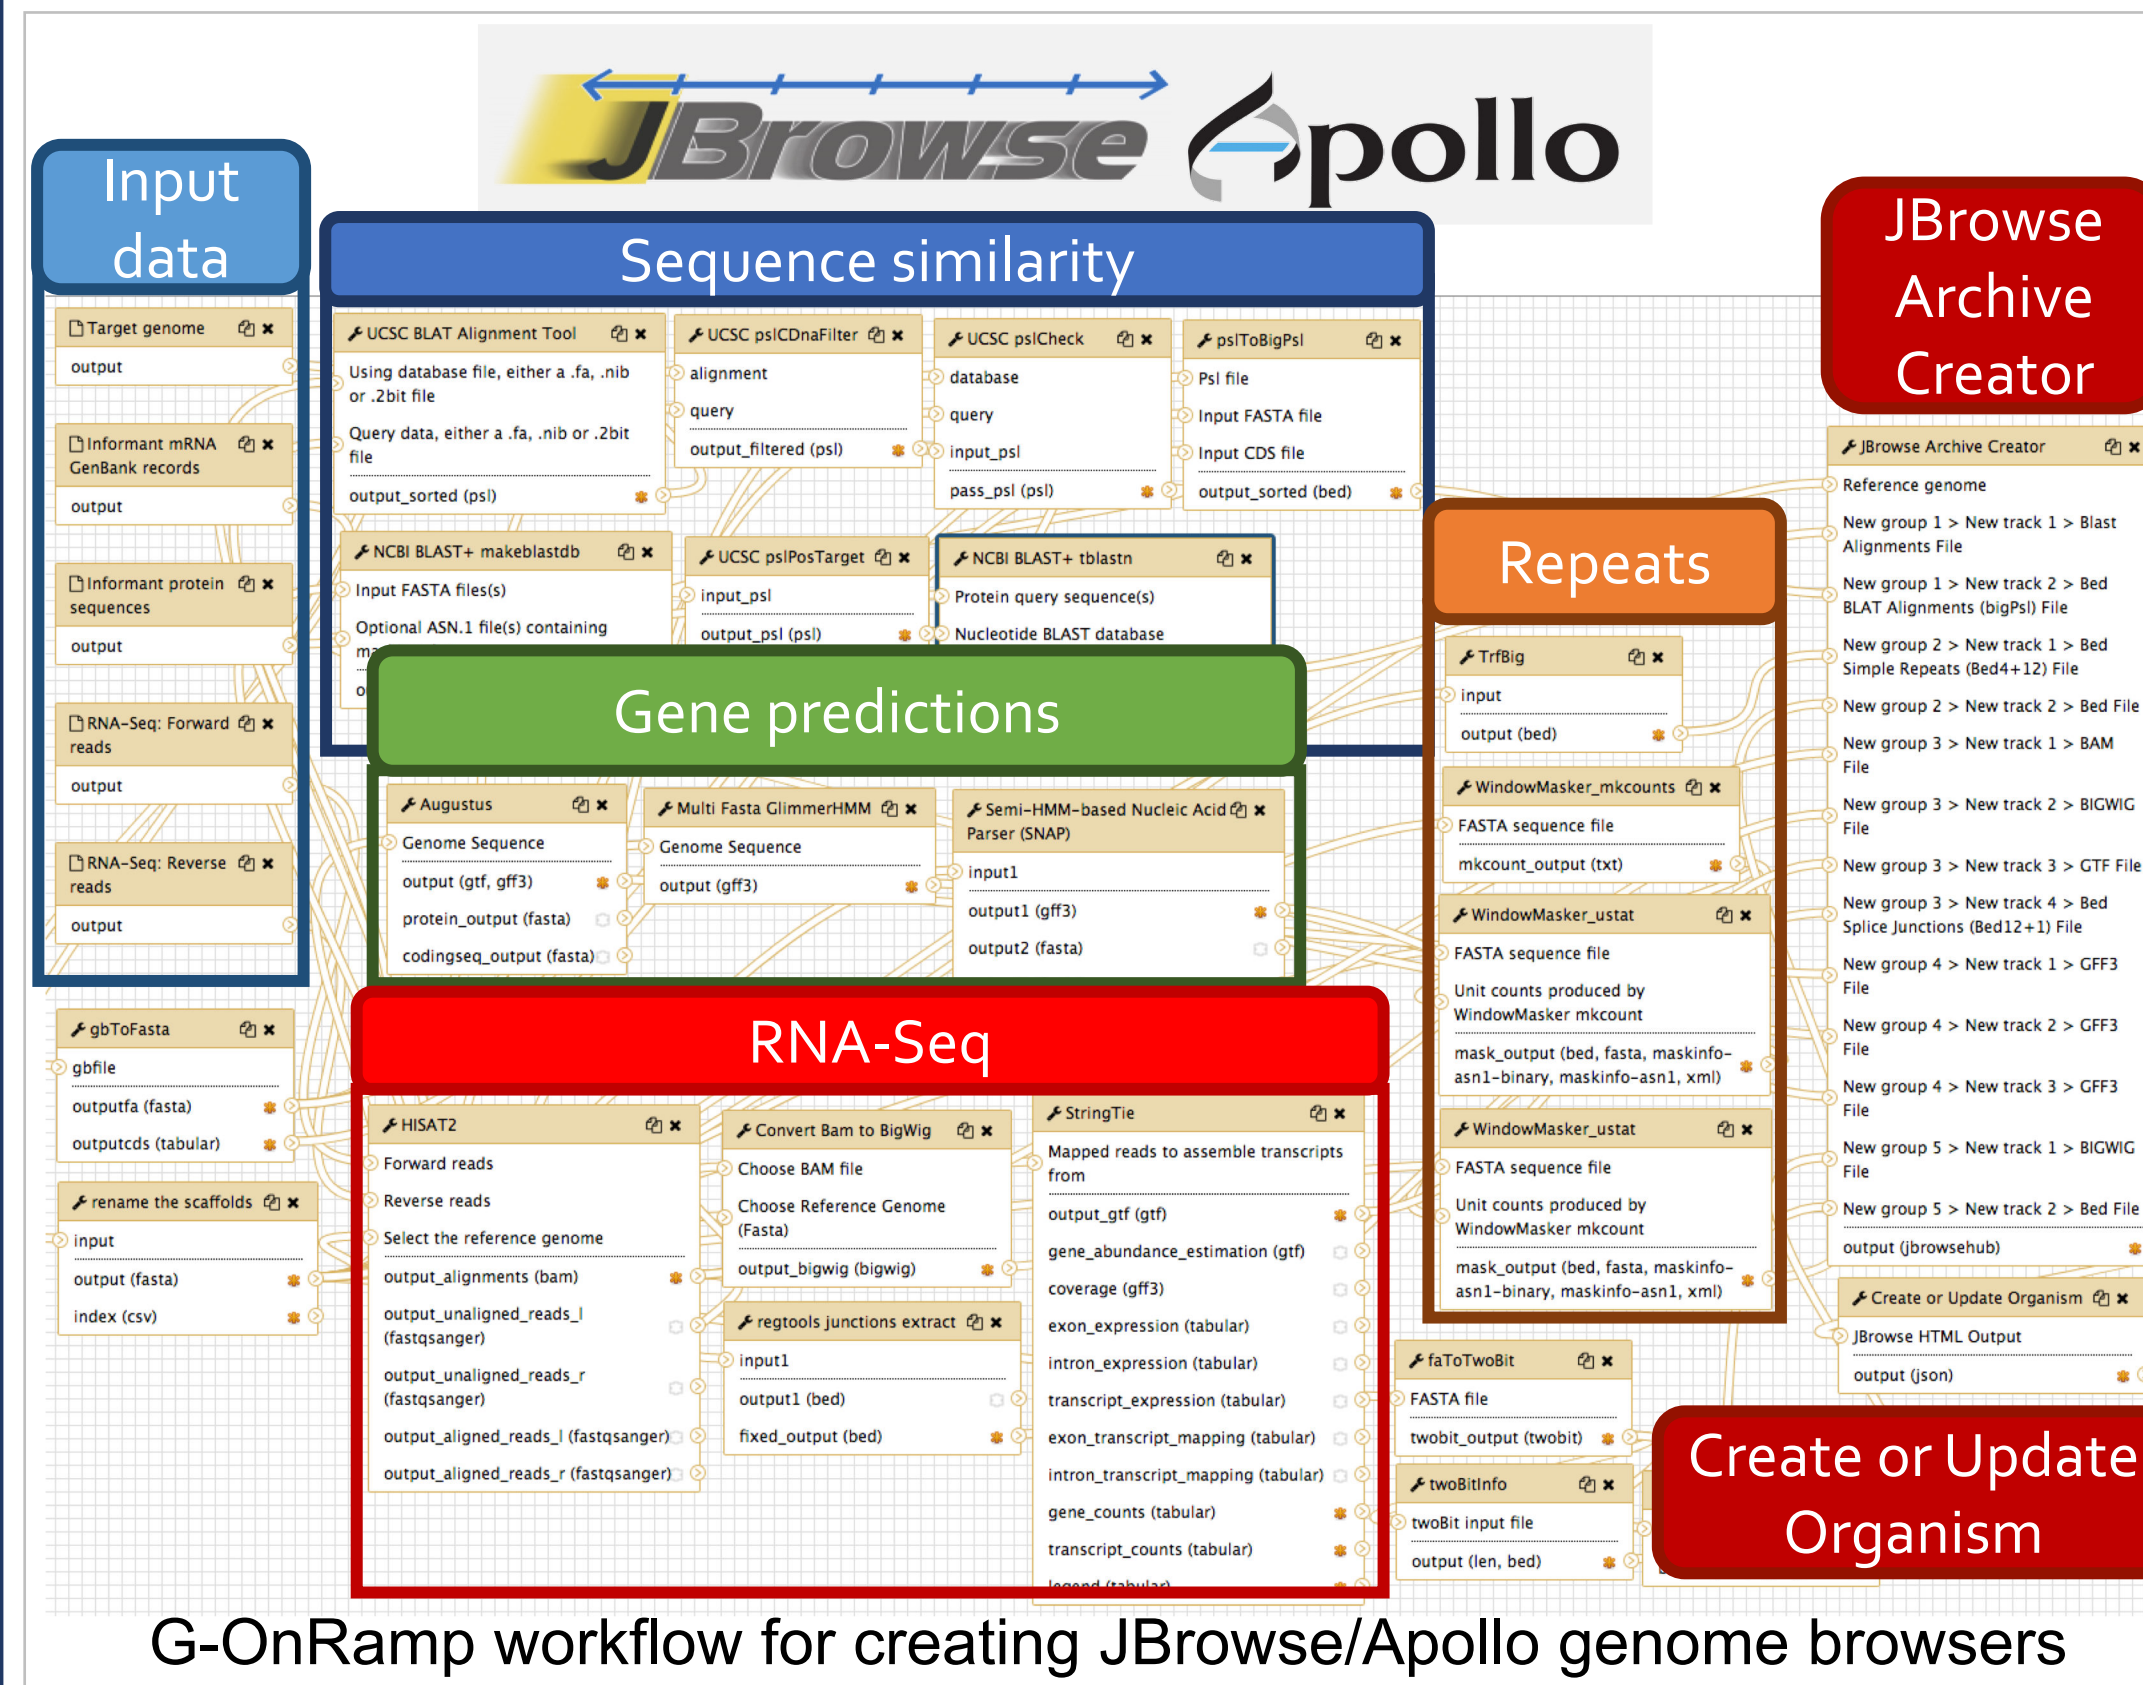 JBrowse Apollo
Input
data
Target genome
output
Informant mRNA
GenBank records
output
Informant protein
sequences
output
RNA-Seq: Forward
reads
output
RNA-Seq: Reverse
reads
output
gbToFasta
gbfile
outputfa (fasta)
outputcds (tabular)
rename the scaffolds
input
output (fasta)
index (csv)
Sequence similarity
UCSC BLAT Alignment Tool
Using database file, either a .fa, .nib
or .2bit file
Query data, either a .fa, .nib or .2bit
file
output_sorted (psl)
UCSC pslCDnaFilter
alignment
query
output_filtered (psl)
UCSC pslCheck
database
query
input_psl
pass_psl (psl)
pslToBigPsl
Psl file
Input FASTA file
Input CDS file
output_sorted (bed)
NCBI BLAST+ makeblastdb
Input FASTA files(s)
Optional ASN.1 file(s) containing
UCSC pslPosTarget
input_psl
output_psl (psl)
NCBI BLAST+ tblastn
Protein query sequence(s)
Nucleotide BLAST database
Gene predictions
Augustus
Genome Sequence
output (gtf, gff3)
protein_output (fasta)
codingseq_output (fasta)
Multi Fasta GlimmerHMM
Genome Sequence
output (gff3)
Semi-HMM-based Nucleic Acid
Parser (SNAP)
input1
output1 (gff3)
output2 (fasta)
RNA-Seq
HISAT2
Forward reads
Reverse reads
Select the reference genome
output_alignments (bam)
output_unaligned_reads_l
(fastqsanger)
output_unaligned_reads_r
(fastqsanger)
output_aligned_reads_l (fastqsanger)
output_aligned_reads_r (fastqsanger)
Convert Bam to BigWig
Choose BAM file
Choose Reference Genome
(Fasta)
output_bigwig (bigwig)
regtools junctions extract
input1
output1 (bed)
fixed_output (bed)
StringTie
Mapped reads to assemble transcripts
from
output_gtf (gtf)
gene_abundance_estimation (gtf)
coverage (gff3)
exon_expression (tabular)
intron_expression (tabular)
transcript_expression (tabular)
exon_transcript_mapping (tabular)
intron_transcript_mapping (tabular)
gene_counts (tabular)
transcript_counts (tabular)
legend (tabular)
Repeats
TrfBig
input
output (bed)
WindowMasker_mkcounts
FASTA sequence file
mkcount_output (txt)
WindowMasker_ustat
FASTA sequence file
Unit counts produced by
WindowMasker mkcount
mask_output (bed, fasta, maskinfo-
asn1-binary, maskinfo-asn1, xml)
WindowMasker_ustat
FASTA sequence file
Unit counts produced by
WindowMasker mkcount
mask_output (bed, fasta, maskinfo-
asn1-binary, maskinfo-asn1, xml)
faToTwoBit
FASTA file
twobit_output (twobit)
twoBitInfo
twoBit input file
output (len, bed)
JBrowse
Archive
Creator
JBrowse Archive Creator
Reference genome
New group 1 > New track 1 > Blast
Alignments File
New group 1 > New track 2 > Bed
BLAT Alignments (bigPsl) File
New group 2 > New track 1 > Bed
Simple Repeats (Bed4+12) File
New group 2 > New track 2 > Bed File
New group 3 > New track 1 > BAM
File
New group 3 > New track 2 > BIGWIG
File
New group 3 > New track 3 > GTF File
New group 3 > New track 4 > Bed
Splice Junctions (Bed12+1) File
New group 4 > New track 1 > GFF3
File
New group 4 > New track 2 > GFF3
File
New group 4 > New track 3 > GFF3
File
New group 5 > New track 1 > BIGWIG
File
New group 5 > New track 2 > Bed File
output (jbrowsehub)
Create or Update Organism
JBrowse HTML Output
output (json)
Create or Update
Organism
G-OnRamp workflow for creating JBrowse/Apollo genome browsers